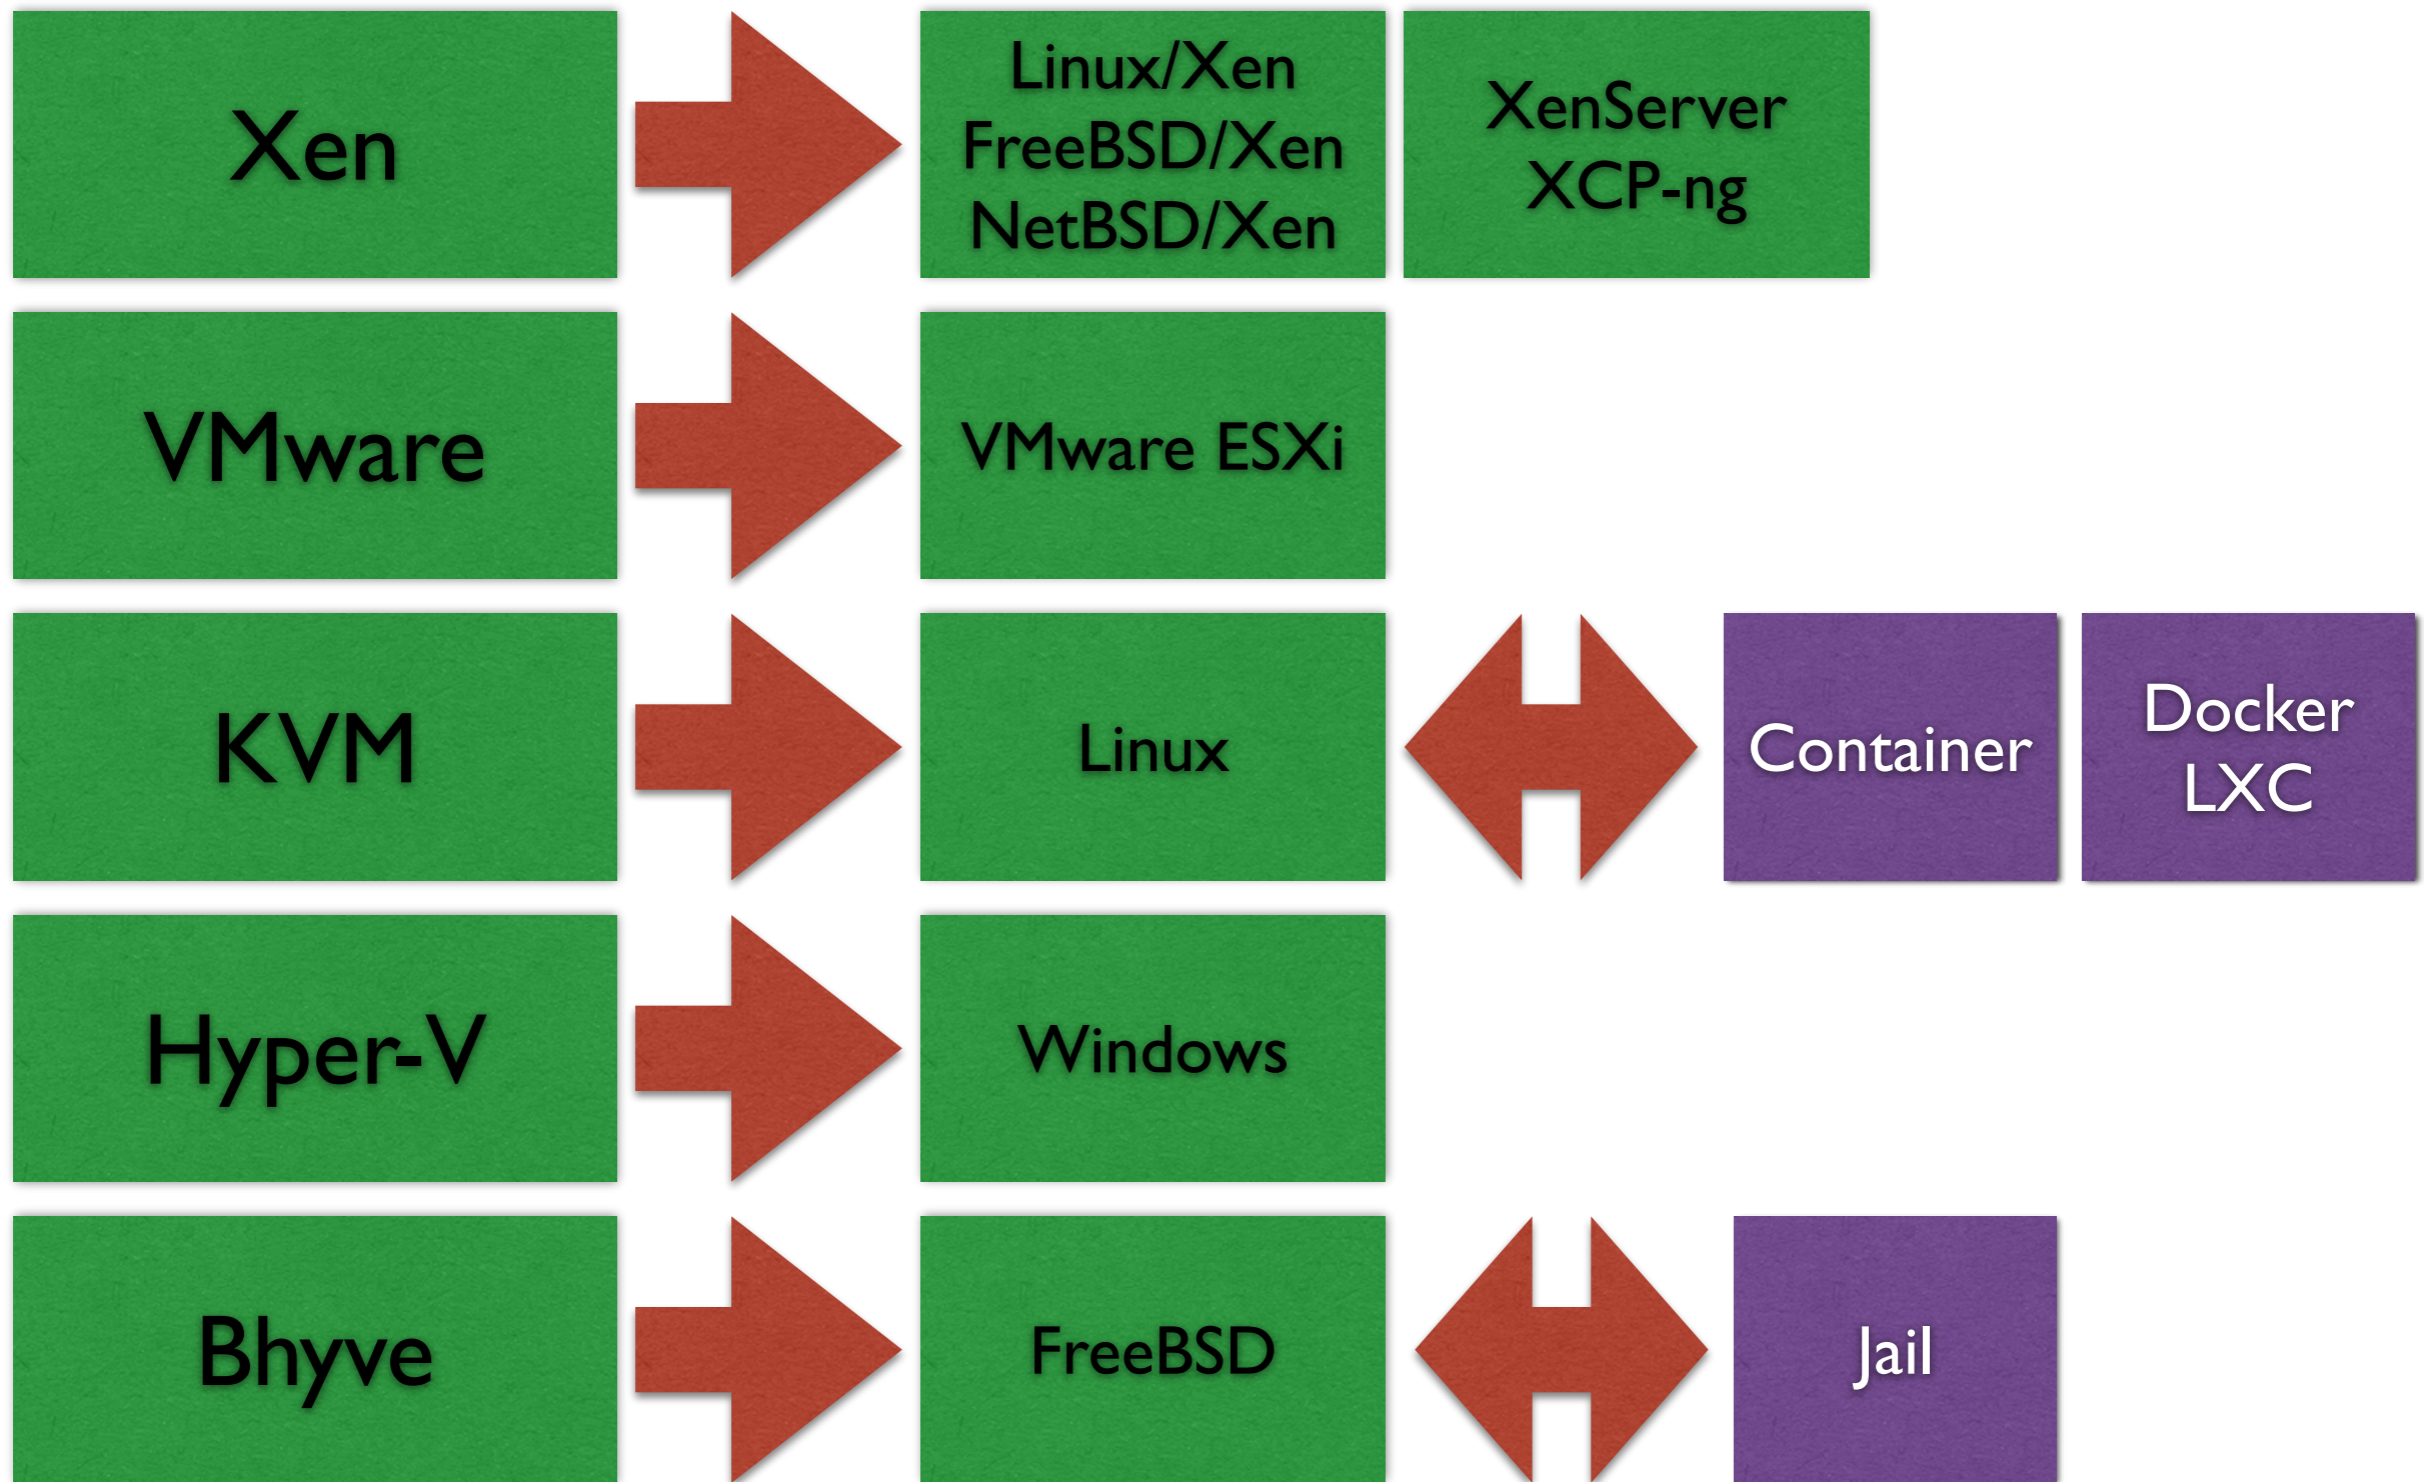 Xen
Linux/Xen
FreeBSD/Xen
NetBSD/Xen
XenServer
XCP-ng
VMware
VMware ESXi
KVM
Linux
Container
Docker
LXC
Hyper-V
Windows
Bhyve
FreeBSD
Jail